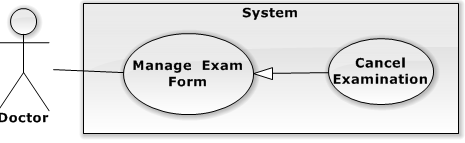 System
Manage Exam
Form
Cancel
Examination
Doctor